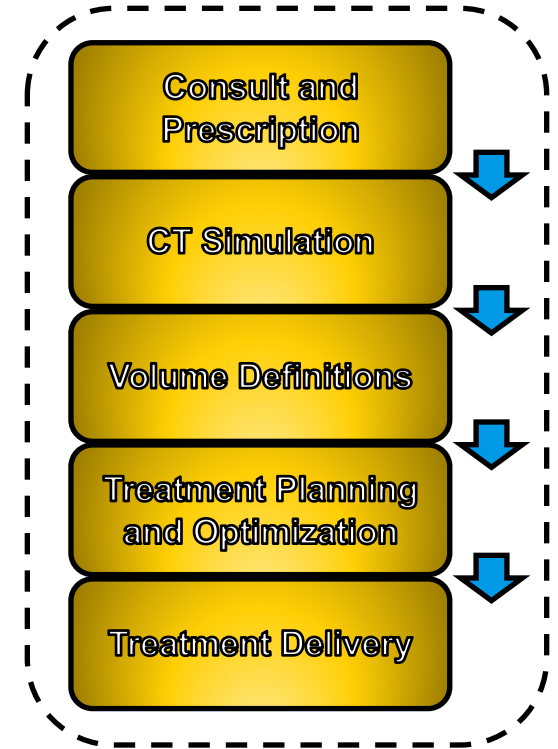 Consult and
Prescription
CT Simulation
Volume Definitions
Treatment Planning
and Optimization
Treatment Delivery